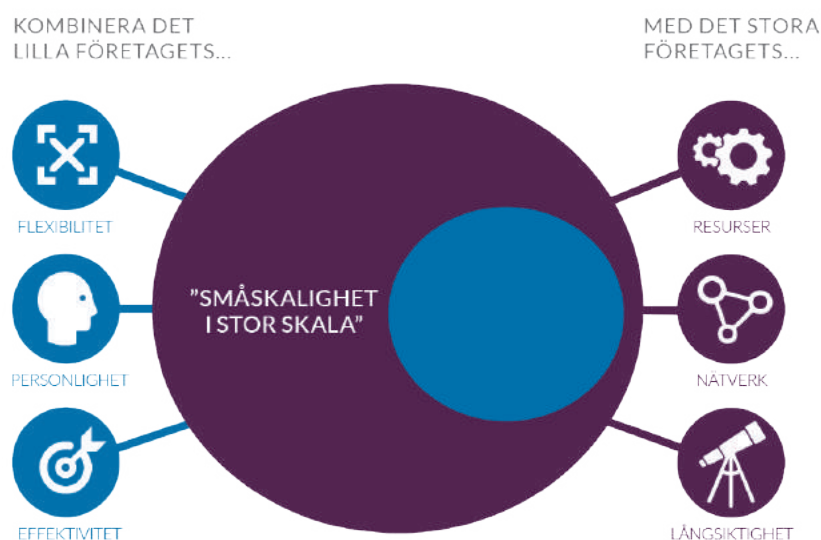 KOMBINERA DET
LILLA FÖRETAGETS...
MED DET STORA
FÖRETAGETS...
FLEXIBILITET
PERSONLIGHET
EFFEKTIVITET
”SMÅSKALIGHET
I STOR SKALA”
RESURSER
NÄTVERK
LÅNGSIKTIGHET